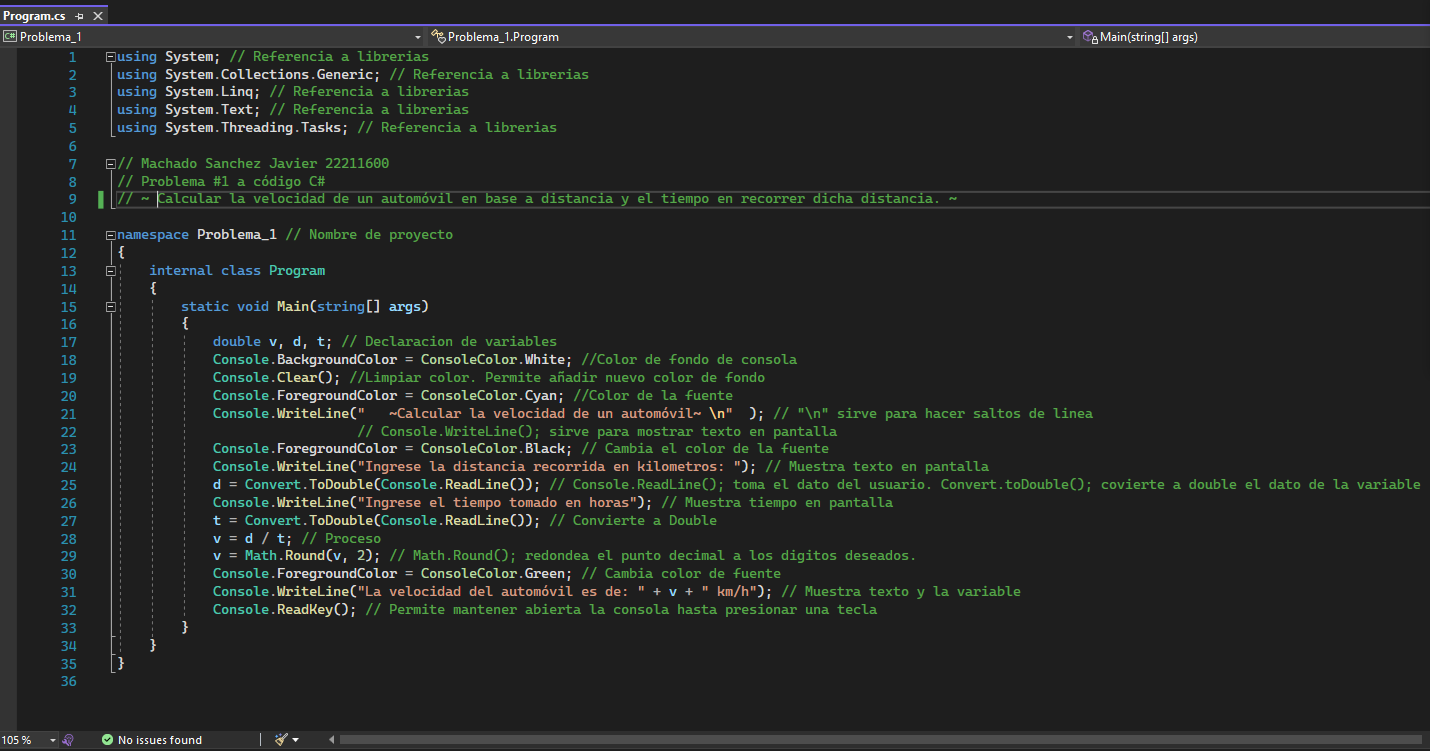 Program.cs
Problema_1 Problema_1.Program Main(string[] args)
1 using System; // Referencia a librerias
2 using System.Collections.Generic; // Referencia a librerias
3 using System.Linq; // Referencia a librerias
4 using System.Text; // Referencia a librerias
5 using System.Threading.Tasks; // Referencia a librerias
6
7 // Machado Sanchez Javier 22211600
8 // Problema #1 a código C#
9 // ~ Calcular la velocidad de un automóvil en base a distancia y el tiempo en recorrer dicha distancia. ~
10
11 namespace Problema_1 // Nombre de proyecto
12 {
13 internal class Program
14 {
15 static void Main(string[] args)
16 {
17 double v, d, t; // Declaracion de variables
18 Console.BackgroundColor = ConsoleColor.White; //Color de fondo de consola
19 Console.Clear(); //Limpiar color. Permite añadir nuevo color de fondo
20 Console.ForegroundColor = ConsoleColor.Cyan; //Color de la fuente
21 Console.WriteLine("   ~Calcular la velocidad de un automóvil~ \n"  ); // "\n" sirve para hacer saltos de linea
22 // Console.WriteLine(); sirve para mostrar texto en pantalla
23 Console.ForegroundColor = ConsoleColor.Black; // Cambia el color de la fuente
24 Console.WriteLine("Ingrese la distancia recorrida en kilometros: "); // Muestra texto en pantalla
25 d = Convert.ToDouble(Console.ReadLine()); // Console.ReadLine(); toma el dato del usuario. Convert.toDouble(); covierte a double el dato de la variable
26 Console.WriteLine("Ingrese el tiempo tomado en horas"); // Muestra tiempo en pantalla
27 t = Convert.ToDouble(Console.ReadLine()); // Convierte a Double
28 v = d / t; // Proceso
29 v = Math.Round(v, 2); // Math.Round(); redondea el punto decimal a los digitos deseados.
30 Console.ForegroundColor = ConsoleColor.Green; // Cambia color de fuente
31 Console.WriteLine("La velocidad del automóvil es de: " + v + " km/h"); // Muestra texto y la variable
32 Console.ReadKey(); // Permite mantener abierta la consola hasta presionar una tecla
33 }
34 }
35 }
36
105 % No issues found